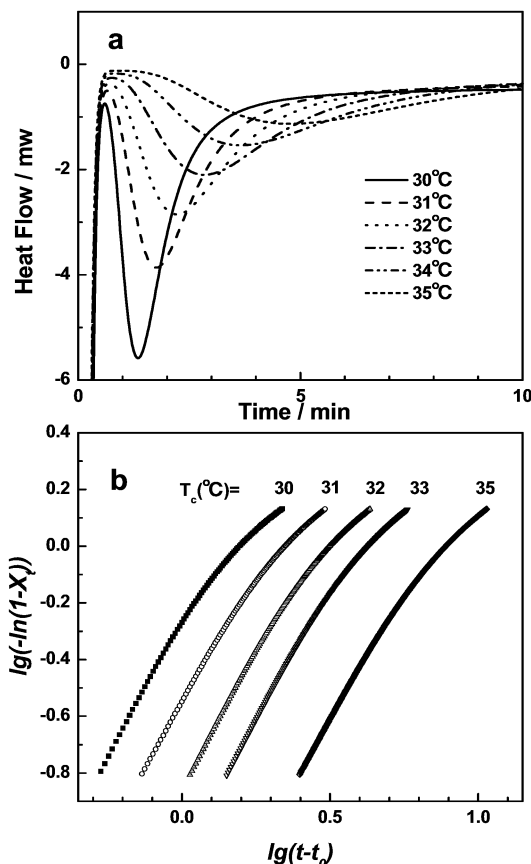 a
0
-2
-4
-6
Heat Flow / mw
30°C
31°C
32°C
33°C
34°C
35°C
0
5
10
Time / min
b
T_c(°C)= 30 31 32 33 35
0.4
0.2
0.0
-0.2
-0.4
-0.6
-0.8
lg(-ln(1-X_t))
0.0 0.5 1.0
lg(t-t_0)